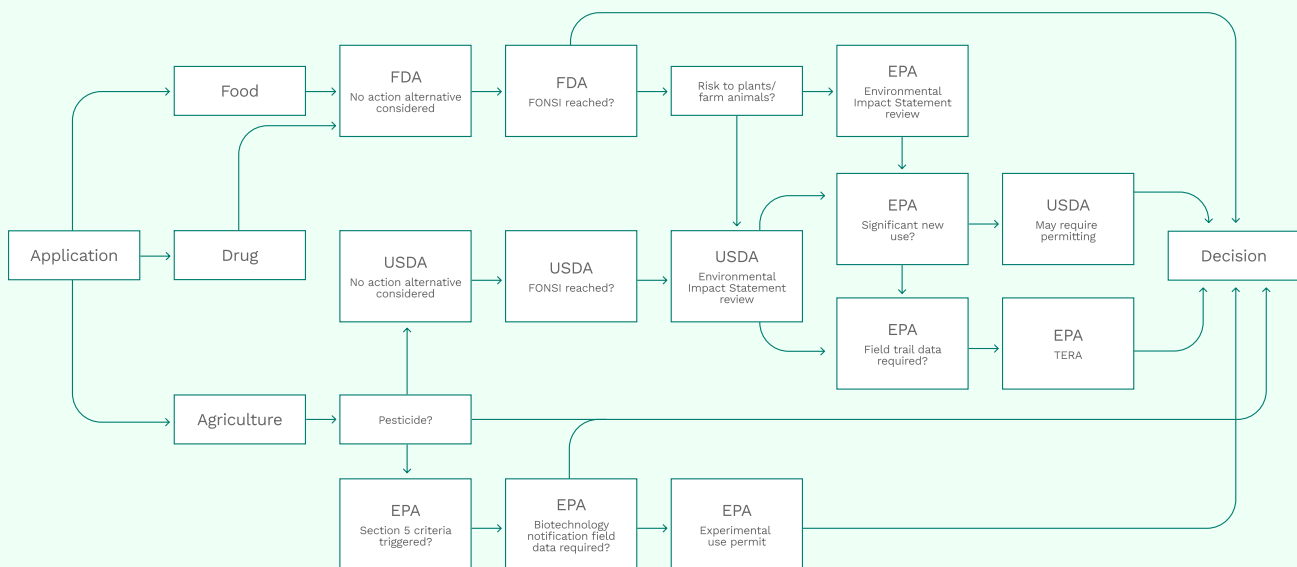 Food
FDA
No action alternative
considered
FDA
FONSI reached?
Risk to plants/
farm animals?
EPA
Environmental
Impact Statement
review
Application
Drug
USDA
No action alternative
considered
USDA
FONSI reached?
USDA
Environmental
Impact Statement
review
EPA
Significant new
use?
USDA
May require
permitting
Decision
EPA
Field trail data
required?
EPA
TERA
Agriculture
Pesticide?
EPA
Section 5 criteria
triggered?
EPA
Biotechnology
notification field
data required?
EPA
Experimental
use permit